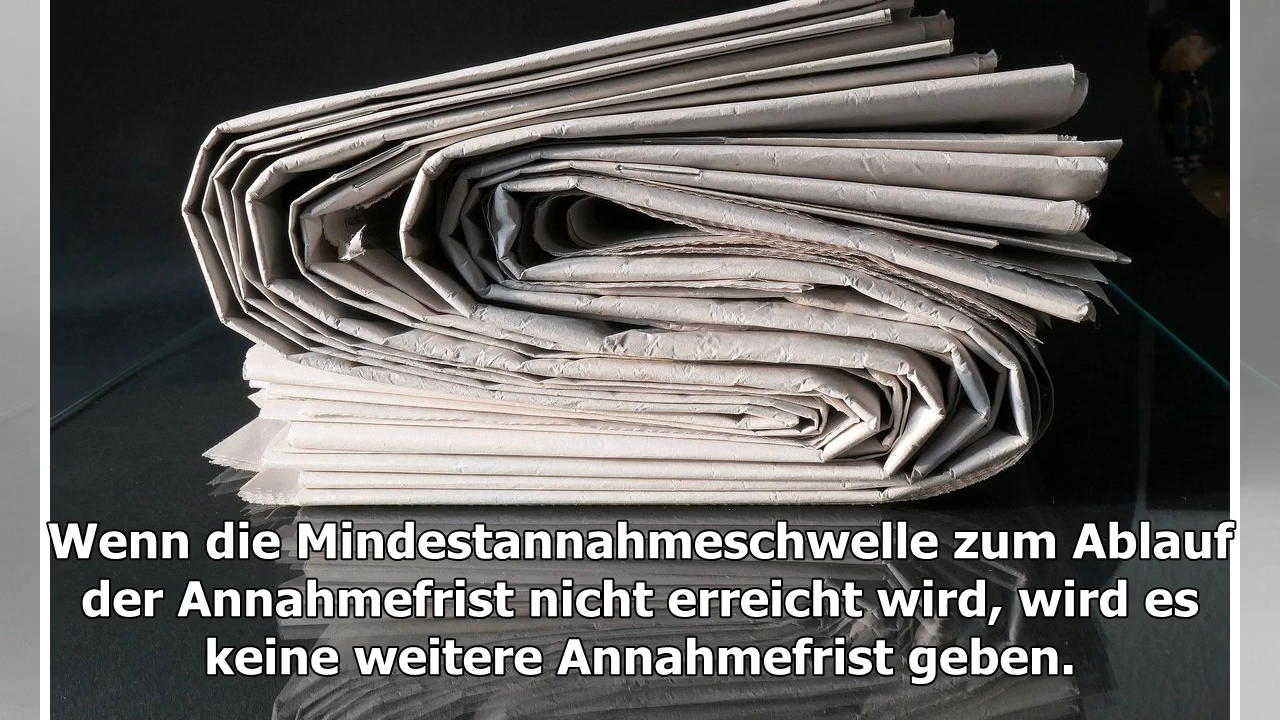 Wenn die Mindestannahmeschwelle zum Ablauf
der Annahmefrist nicht erreicht wird, wird es
keine weitere Annahmefrist geben.